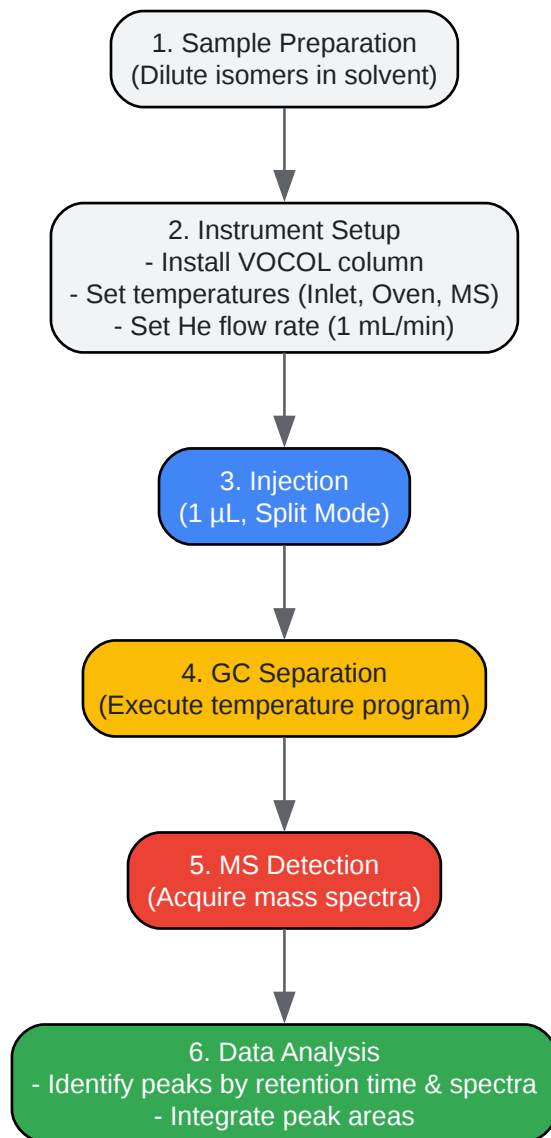 1. Sample Preparation
(Dilute isomers in solvent)
2. Instrument Setup
- Install VOCOL column
- Set temperatures (Inlet, Oven, MS)
- Set He flow rate (1 mL/min)
3. Injection
(1 µL, Split Mode)
4. GC Separation
(Execute temperature program)
5. MS Detection
(Acquire mass spectra)
6. Data Analysis
- Identify peaks by retention time & spectra
- Integrate peak areas